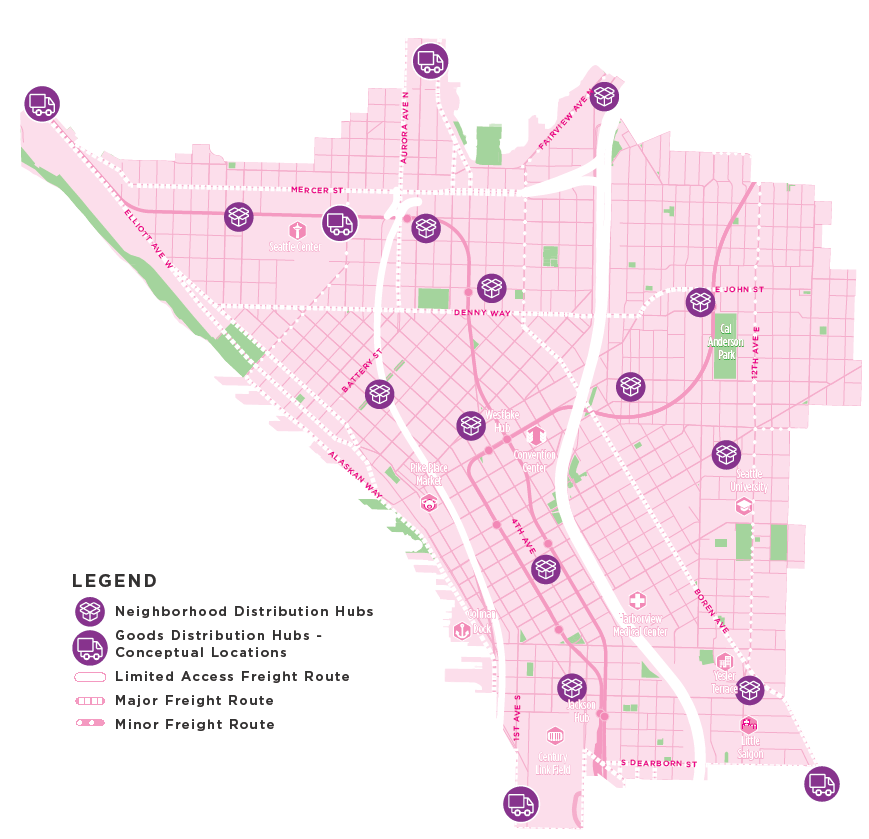 AURORA AVE N
FAIRVIEW AVE N
MERCER ST
Seattle Center
ELLIOTT AVE W
E JOHN ST
DENNY WAY
Cal
Anderson
Park
12TH AVE E
BATTERY ST
Westlake
Hub
Convention
Center
Pike Place
Market
ALASKAN WAY
Seattle
University
4TH AVE
BOREN AVE
Colman
Dock
Harborview
Medical Center
Yesler
Terrace
Jackson
Hub
1ST AVE S
Little
Saigon
Century
Link Field
S DEARBORN ST
LEGEND
Neighborhood Distribution Hubs
Goods Distribution Hubs -
Conceptual Locations
Limited Access Freight Route
Major Freight Route
Minor Freight Route